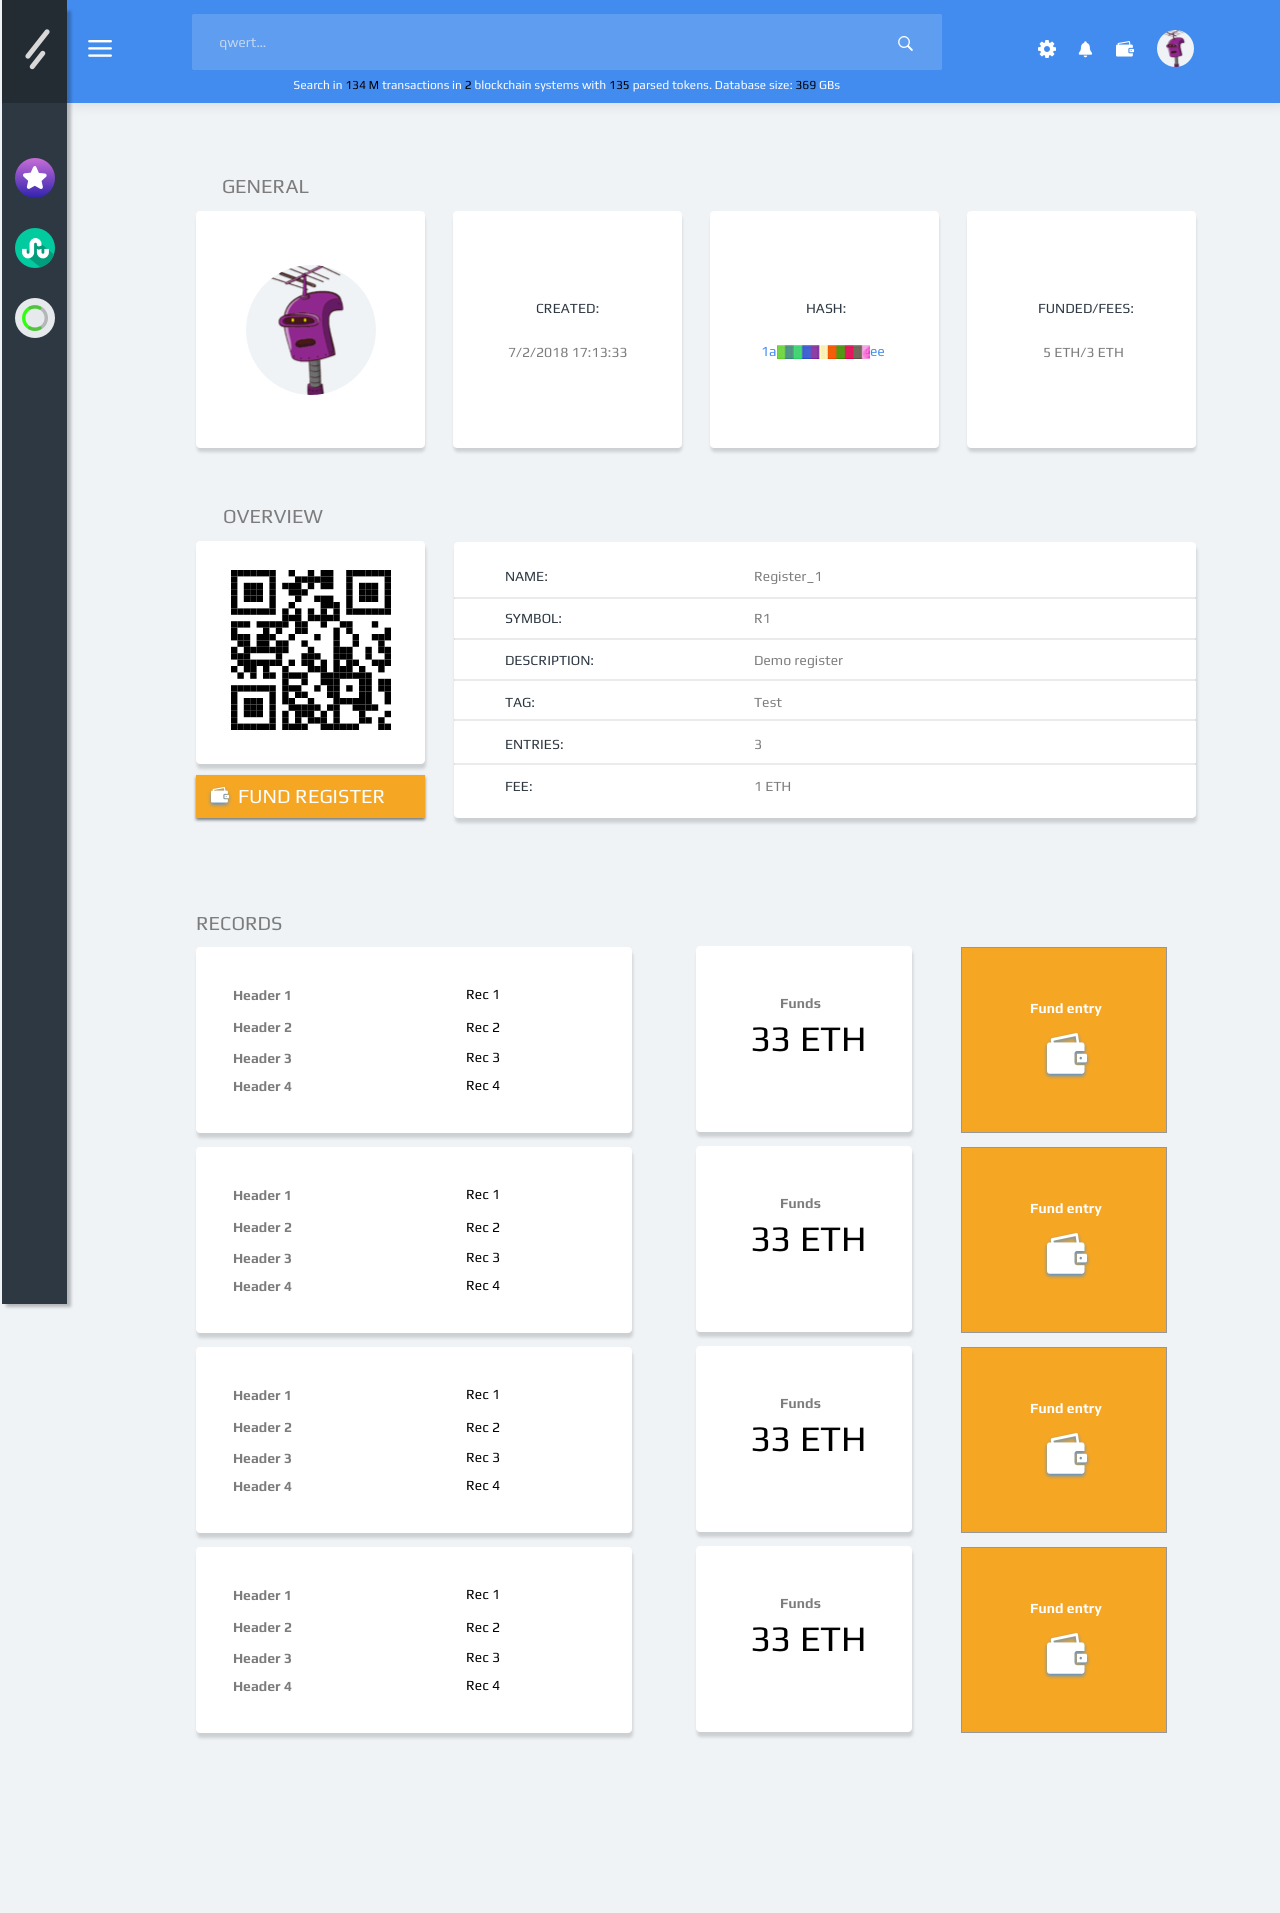 qwert...
Search in 134 M transactions in 2 blockchain systems with 135 parsed tokens. Database size: 369 GBs
GENERAL
CREATED:
7/2/2018 17:13:33
HASH:
1a ee
FUNDED/FEES:
5 ETH/3 ETH
OVERVIEW
FUND REGISTER
NAME: Register_1
SYMBOL: R1
DESCRIPTION: Demo register
TAG: Test
ENTRIES: 3
FEE: 1 ETH
RECORDS
Header 1 Rec 1
Header 2 Rec 2
Header 3 Rec 3
Header 4 Rec 4
Funds
33 ETH
Fund entry
Header 1 Rec 1
Header 2 Rec 2
Header 3 Rec 3
Header 4 Rec 4
Funds
33 ETH
Fund entry
Header 1 Rec 1
Header 2 Rec 2
Header 3 Rec 3
Header 4 Rec 4
Funds
33 ETH
Fund entry
Header 1 Rec 1
Header 2 Rec 2
Header 3 Rec 3
Header 4 Rec 4
Funds
33 ETH
Fund entry